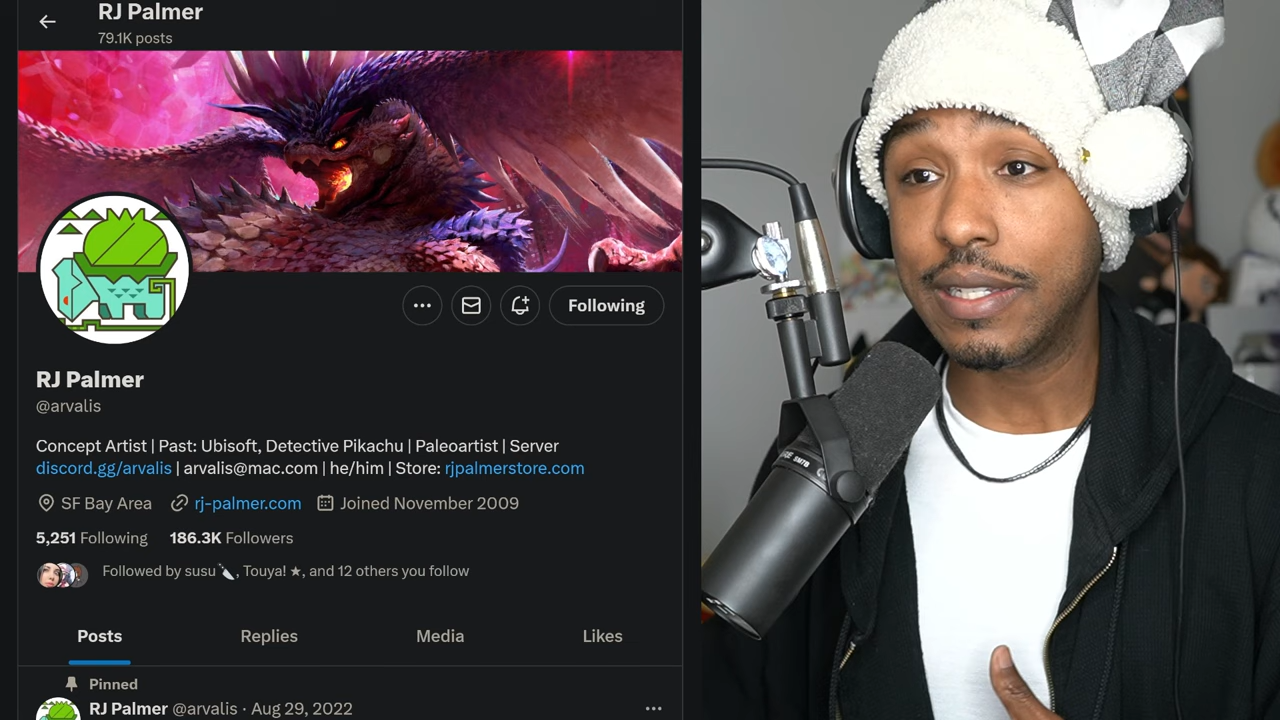 RJ Palmer
79.1K posts
Following
RJ Palmer
@arvalis
Concept Artist | Past: Ubisoft, Detective Pikachu | Paleoartist | Server
discord.gg/arvalis | arvalis@mac.com | he/him | Store: rjpalmerstore.com
SF Bay Area rj-palmer.com Joined November 2009
5,251 Following 186.3K Followers
Followed by susu🔪, Touya! ★, and 12 others you follow
Posts Replies Media Likes
Pinned
RJ Palmer @arvalis · Aug 29, 2022
SM7B